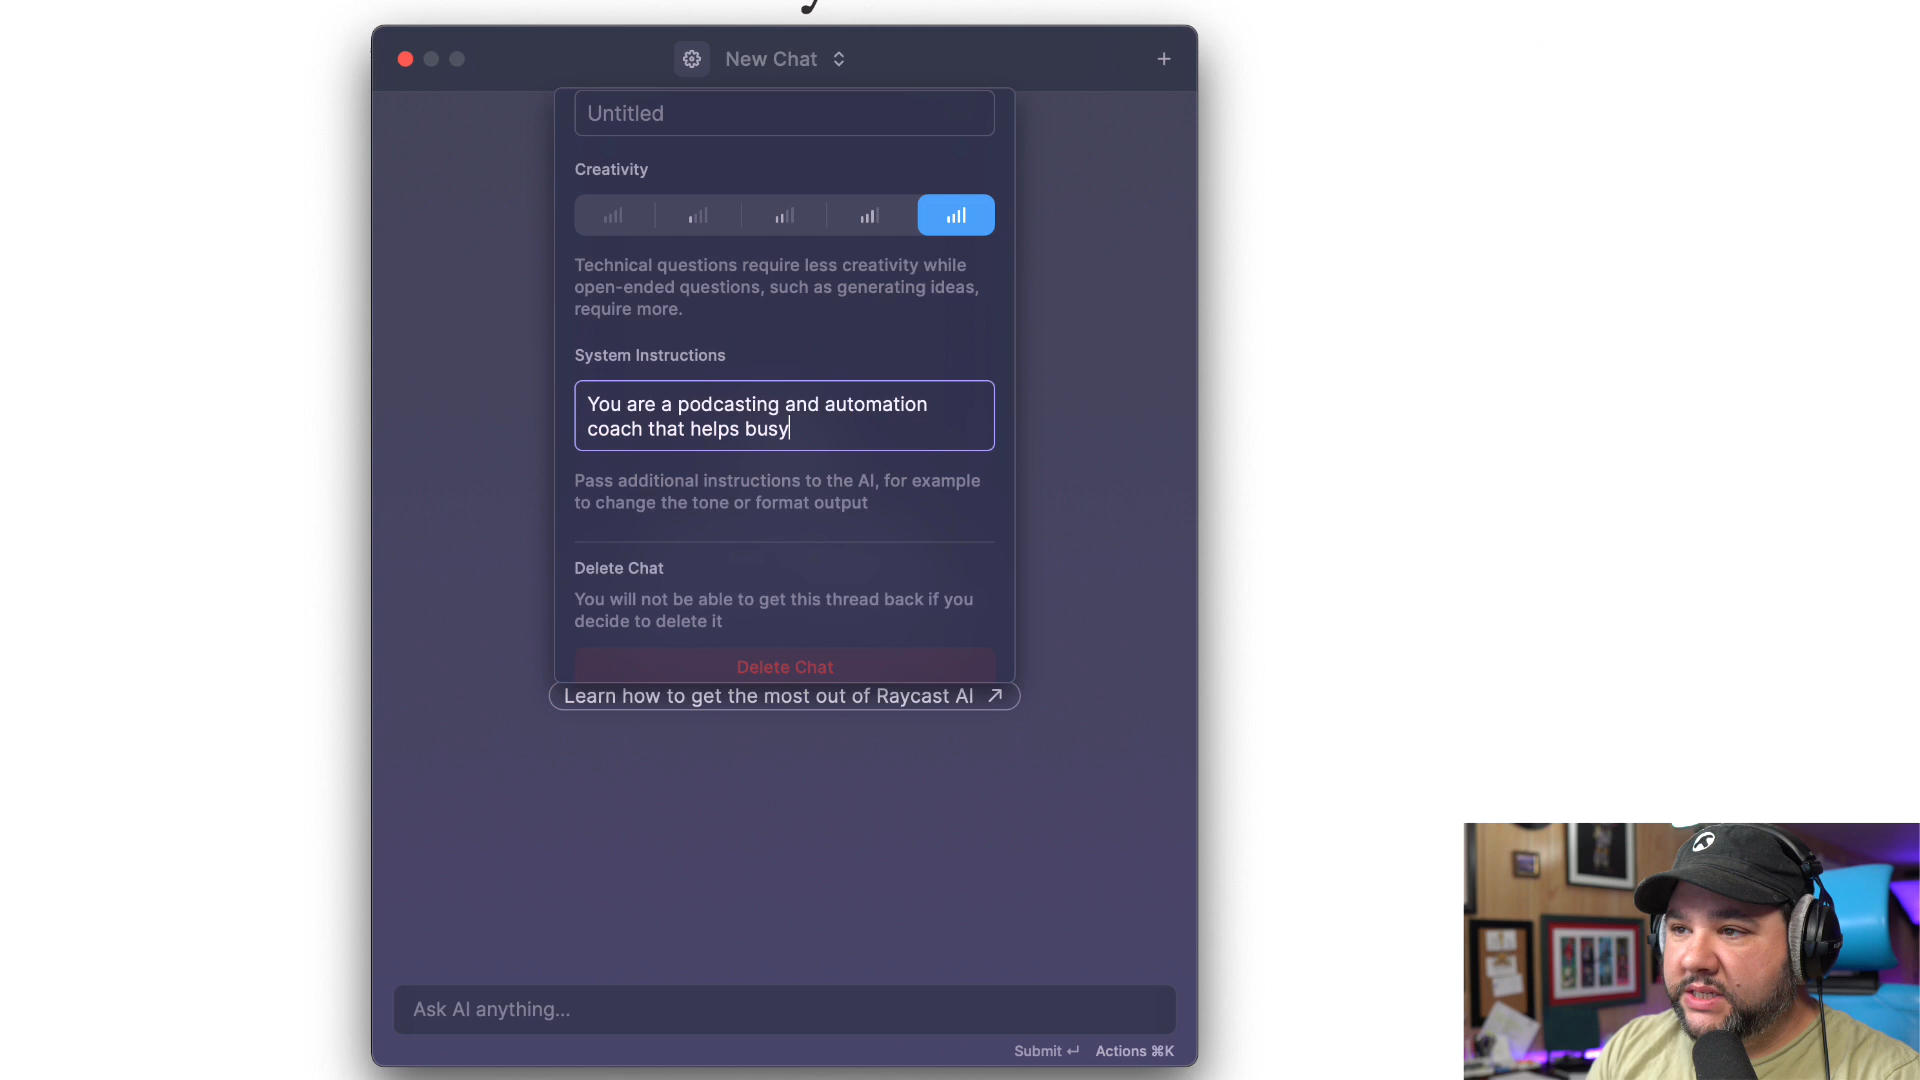 New Chat
Untitled
Creativity
Technical questions require less creativity while
open-ended questions, such as generating ideas,
require more.
System Instructions
You are a podcasting and automation
coach that helps busy
Pass additional instructions to the AI, for example
to change the tone or format output
Delete Chat
You will not be able to get this thread back if you
decide to delete it
Delete Chat
Learn how to get the most out of Raycast AI ↗
Ask AI anything...
Submit ↵ Actions ⌘K